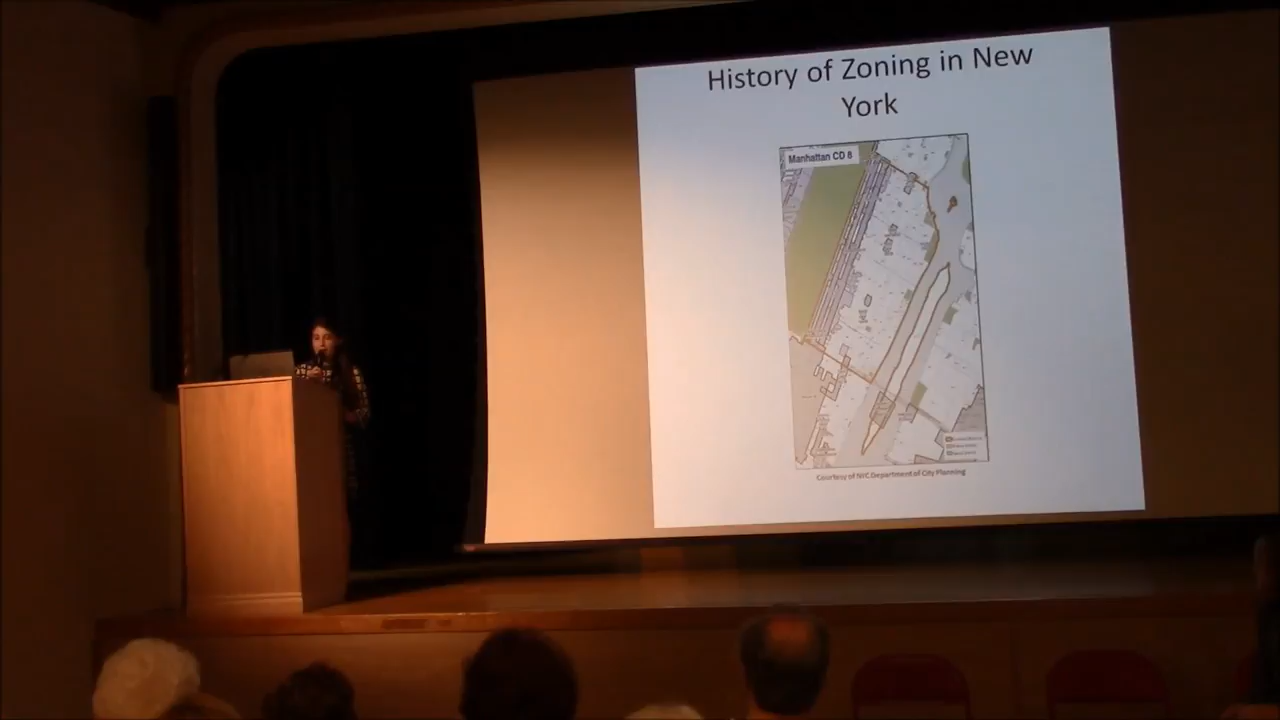 History of Zoning in New
York
Manhattan CD 8
Courtesy of NYC Department of City Planning